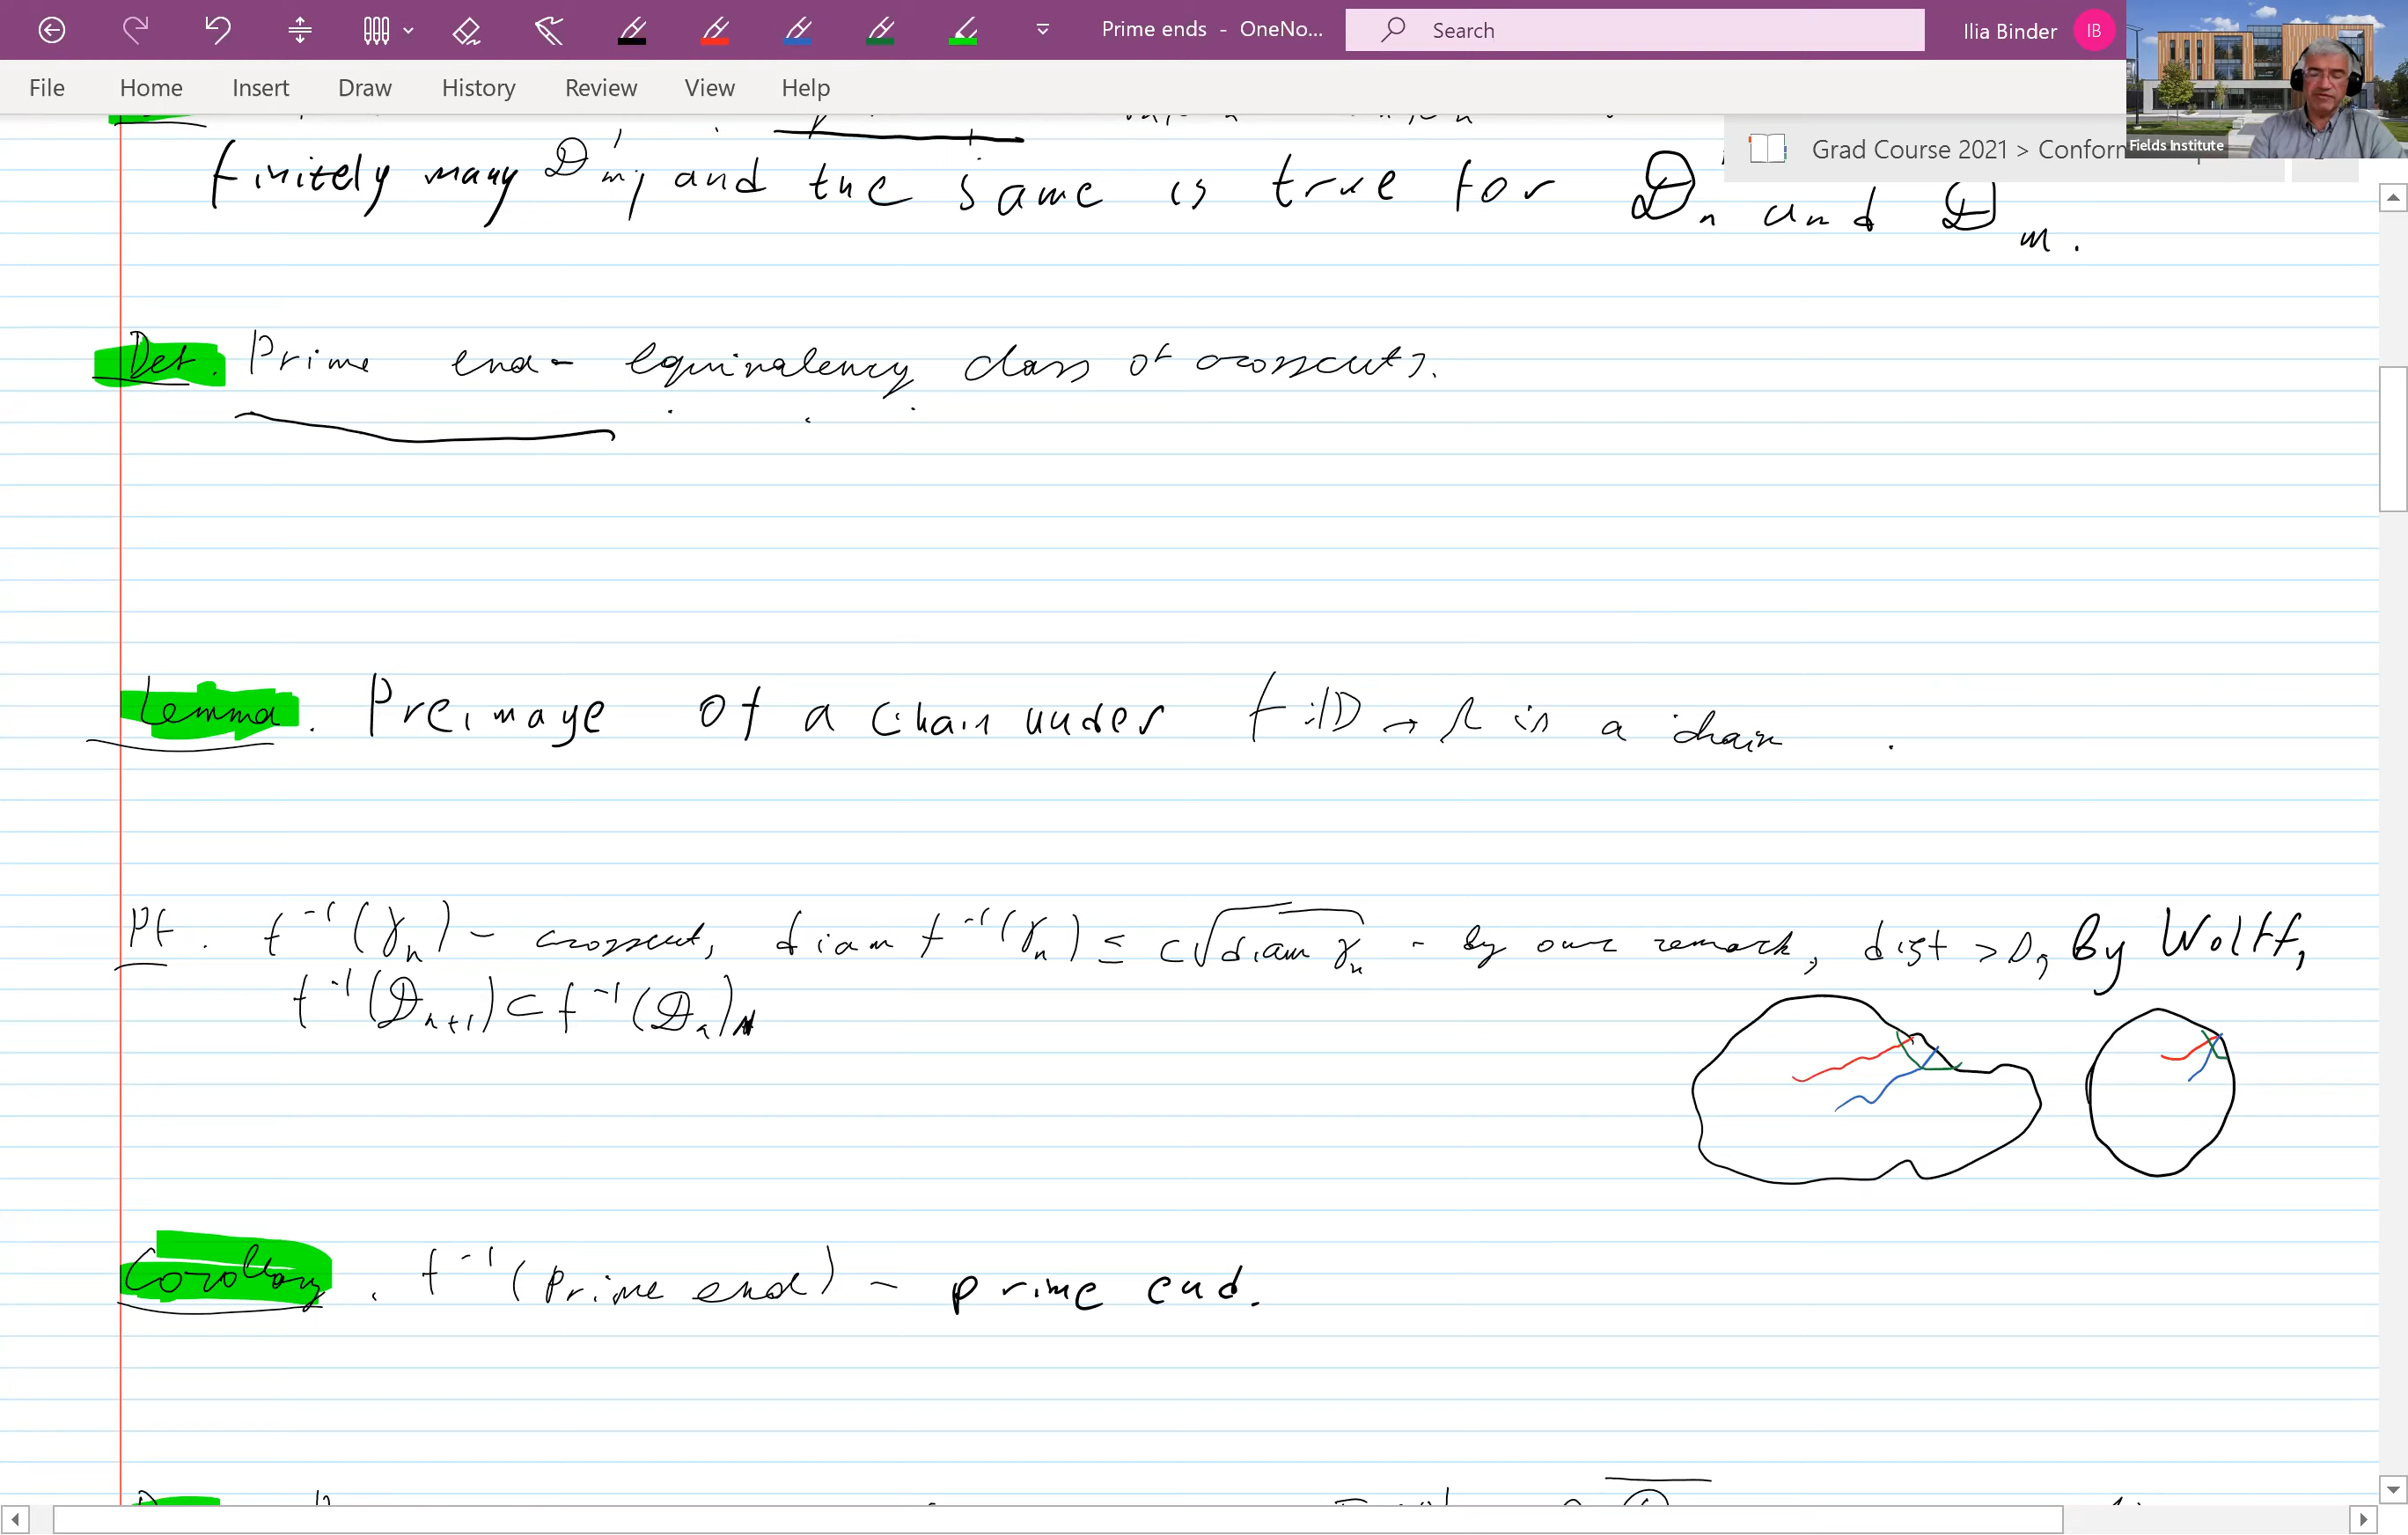 Prime ends - OneNo...
Search
Ilia Binder
IB
File Home Insert Draw History Review View Help
Grad Course 2021 > Conform
Fields Institute
finitely many D'm, and the same is true for D'n and Dm.
Def. Prime end - equivalency class of crosscuts.
Lemma. Preimage of a chain under f: 𝔻 → Ω is a chain.
Pf. f⁻¹(γn) - crosscut, diam f⁻¹(γn) ≤ C√diam γn - by our remark, dist > 0, By Wolff,
f⁻¹(Dn+1) ⊂ f⁻¹(Dn)
Corollary. f⁻¹(prime end) - prime end.